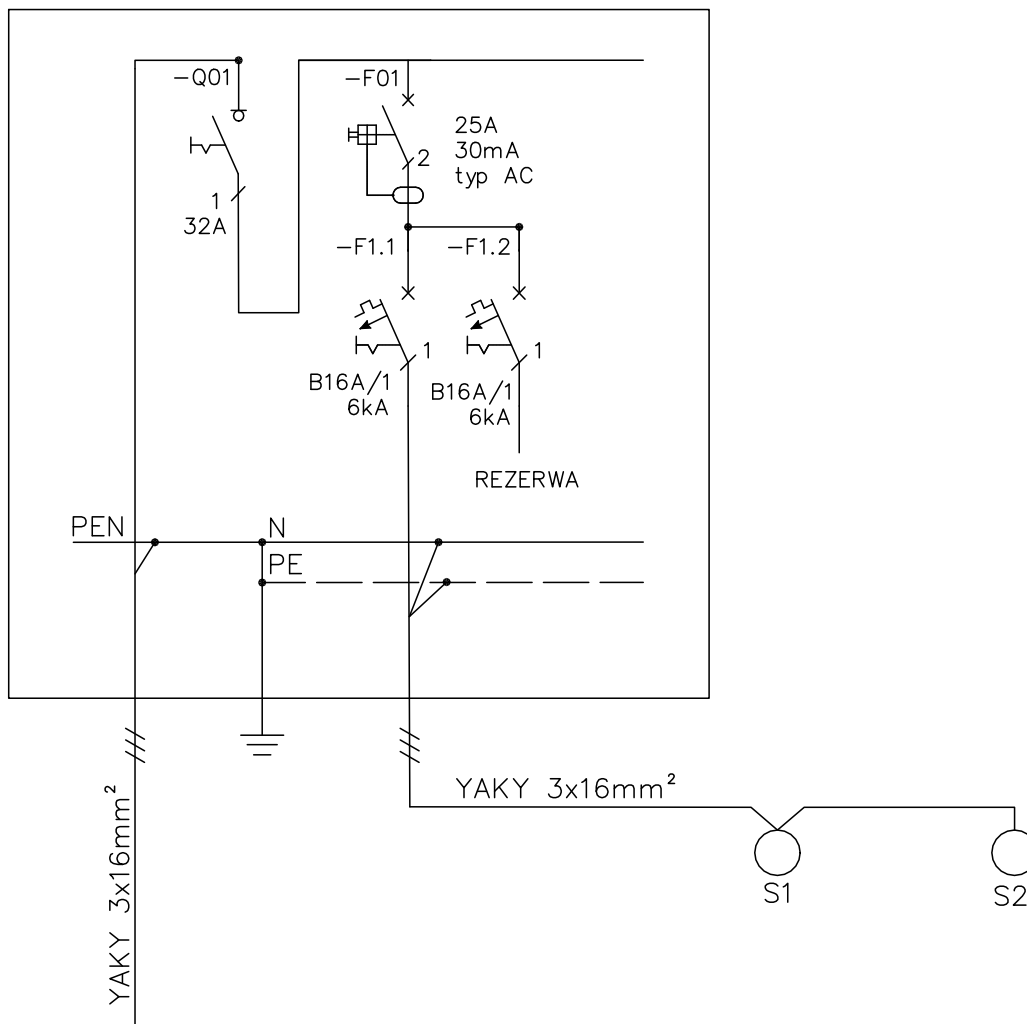 -Q01
1
32A
-F01
2
25A
30mA
typ AC
-F1.1
1
B16A/1
6kA
-F1.2
1
B16A/1
6kA
REZERWA
PEN
N
PE
YAKY 3x16mm²
YAKY 3x16mm²
S1
S2